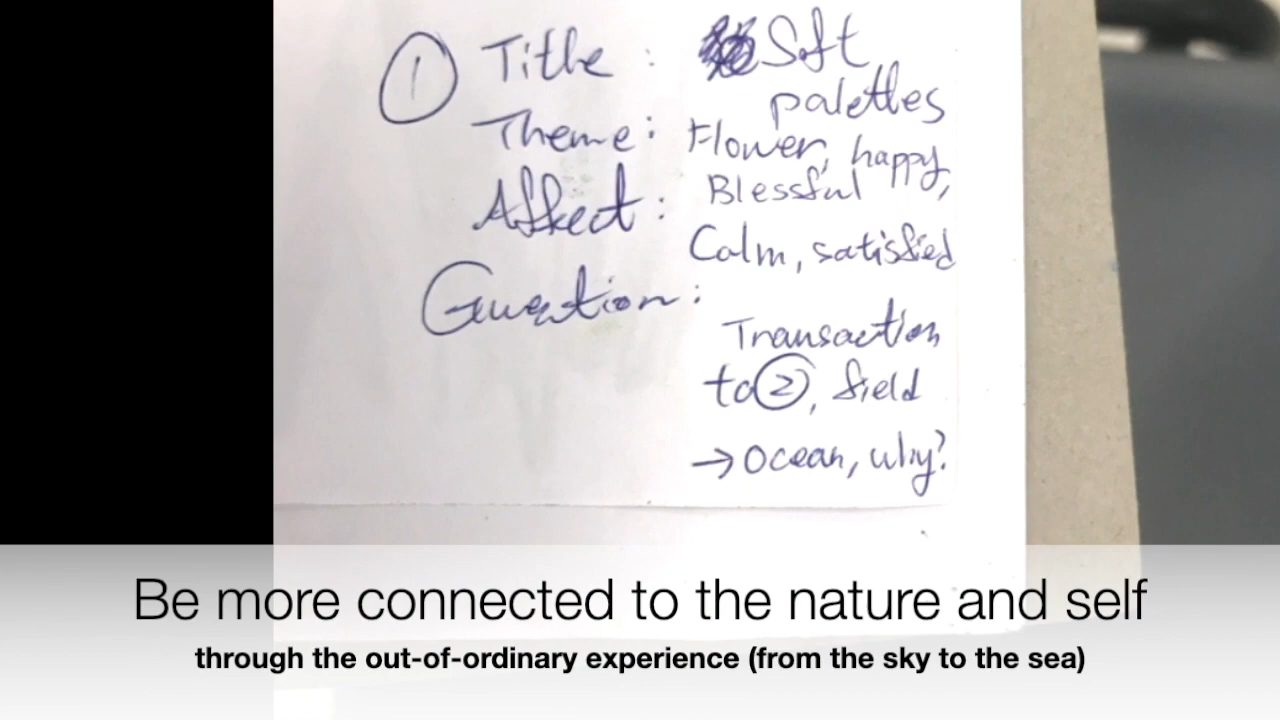 ① Title : Soft
palettes
Theme : Flower, happy,
Blessful
Affect : Calm, satisfied
Question :
Transaction
to ②, field
→ Ocean, why?
Be more connected to the nature and self
through the out-of-ordinary experience (from the sky to the sea)